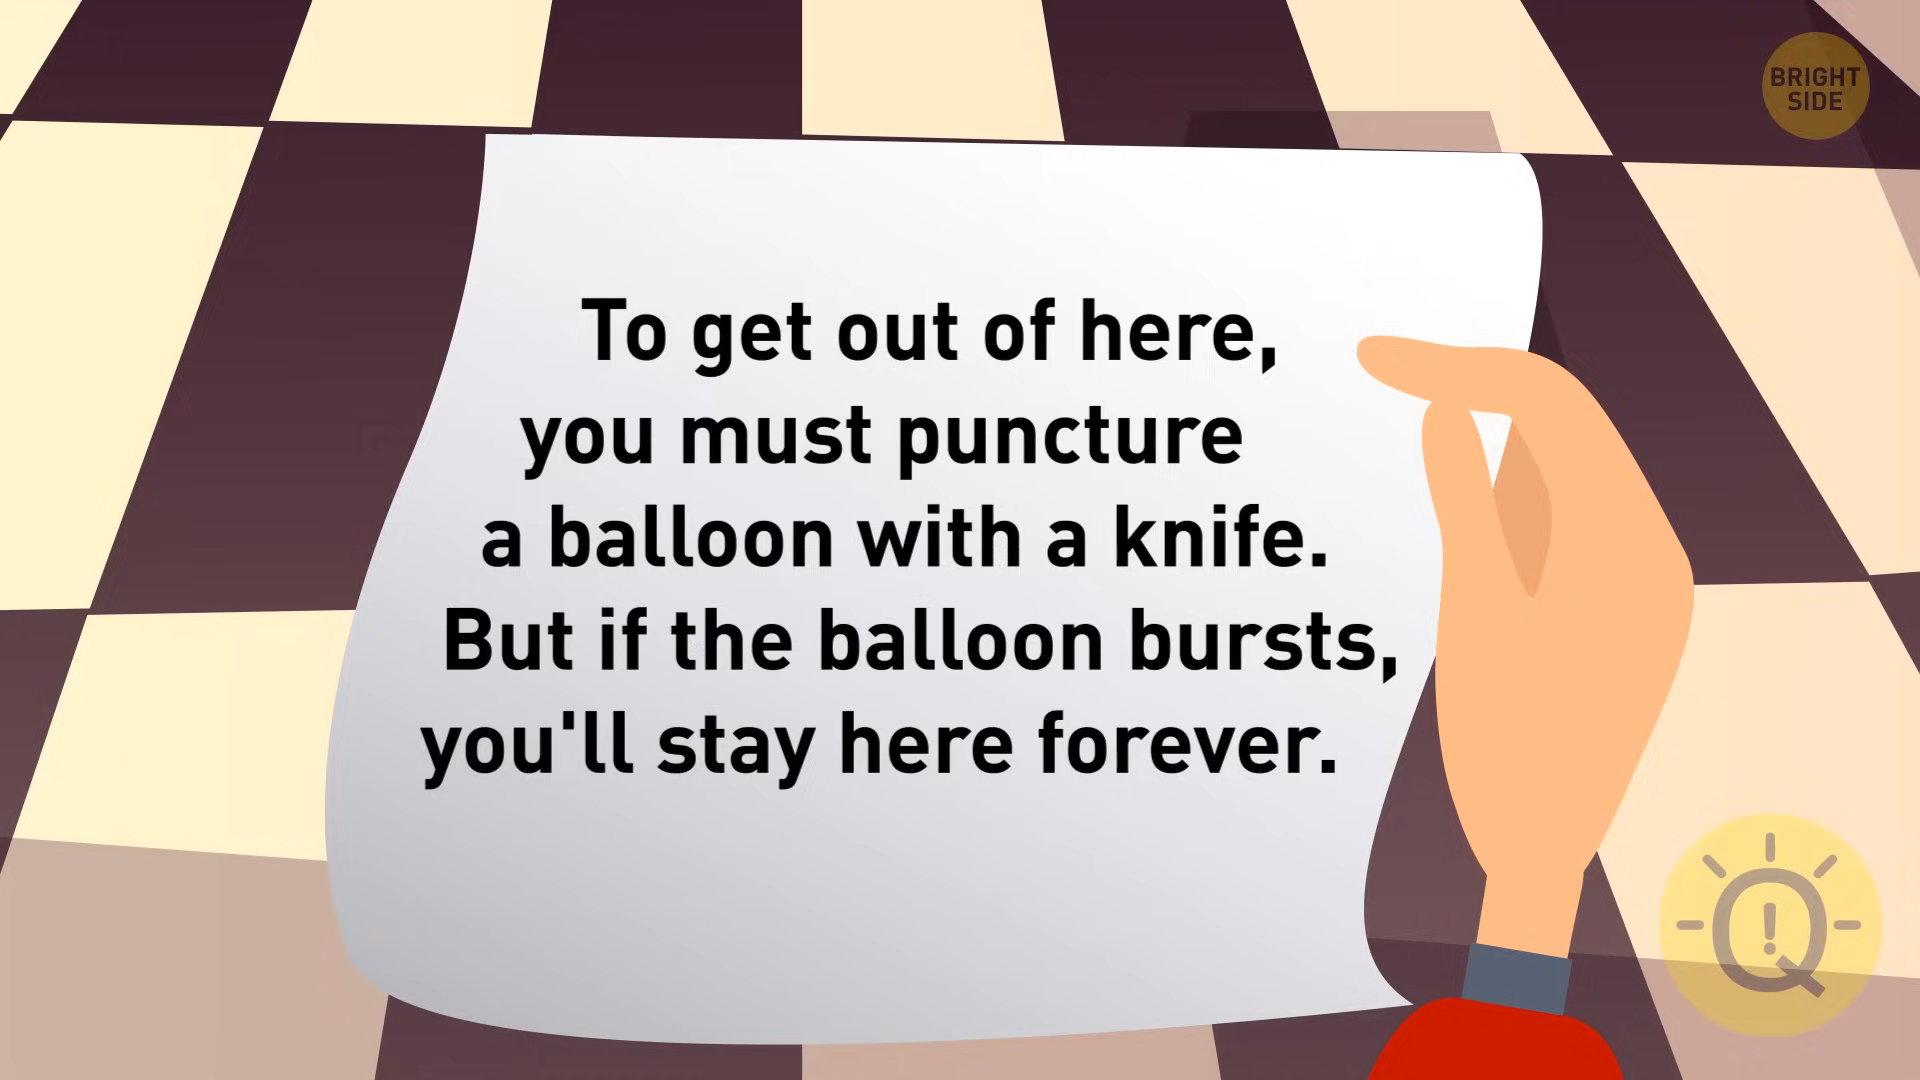 BRIGHT
SIDE
To get out of here,
you must puncture
a balloon with a knife.
But if the balloon bursts,
you'll stay here forever.
Q!